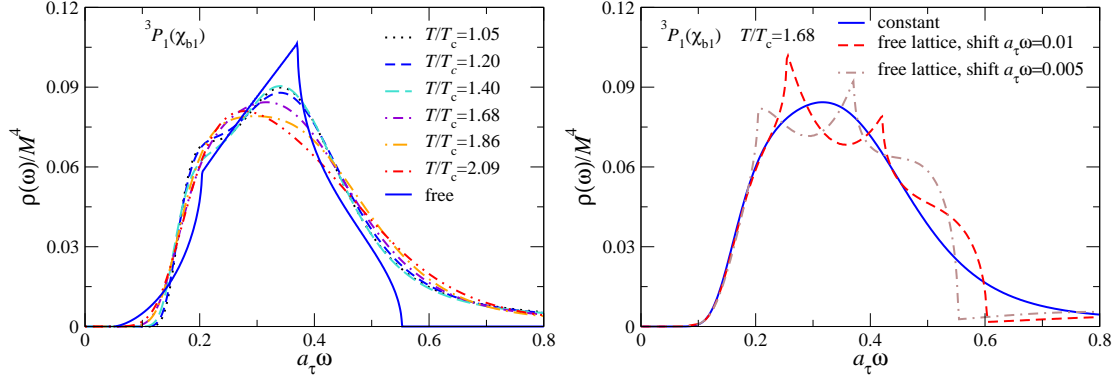 0.12
0.09
0.06
0.03
0
ρ(ω)/M⁴
³P₁(χb1)
T/Tc=1.05
T/Tc=1.20
T/Tc=1.40
T/Tc=1.68
T/Tc=1.86
T/Tc=2.09
free
0 0.2 0.4 0.6 0.8
aτω
0.12
0.09
0.06
0.03
0
ρ(ω)/M⁴
³P₁(χb1) T/Tc=1.68
constant
free lattice, shift aτω=0.01
free lattice, shift aτω=0.005
0 0.2 0.4 0.6 0.8
aτω